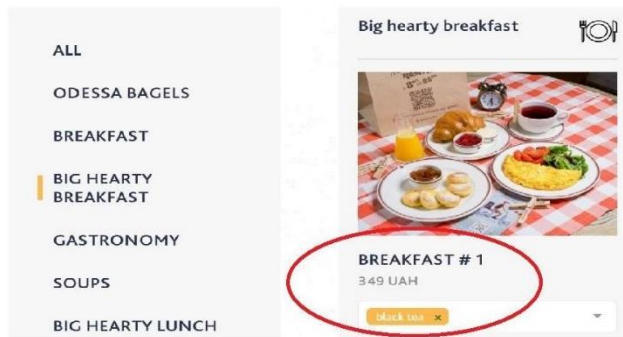 ALL
ODESSA BAGELS
BREAKFAST
BIG HEARTY
BREAKFAST
GASTRONOMY
SOUPS
BIG HEARTY LUNCH
Big hearty breakfast
BREAKFAST # 1
349 UAH
black tea x